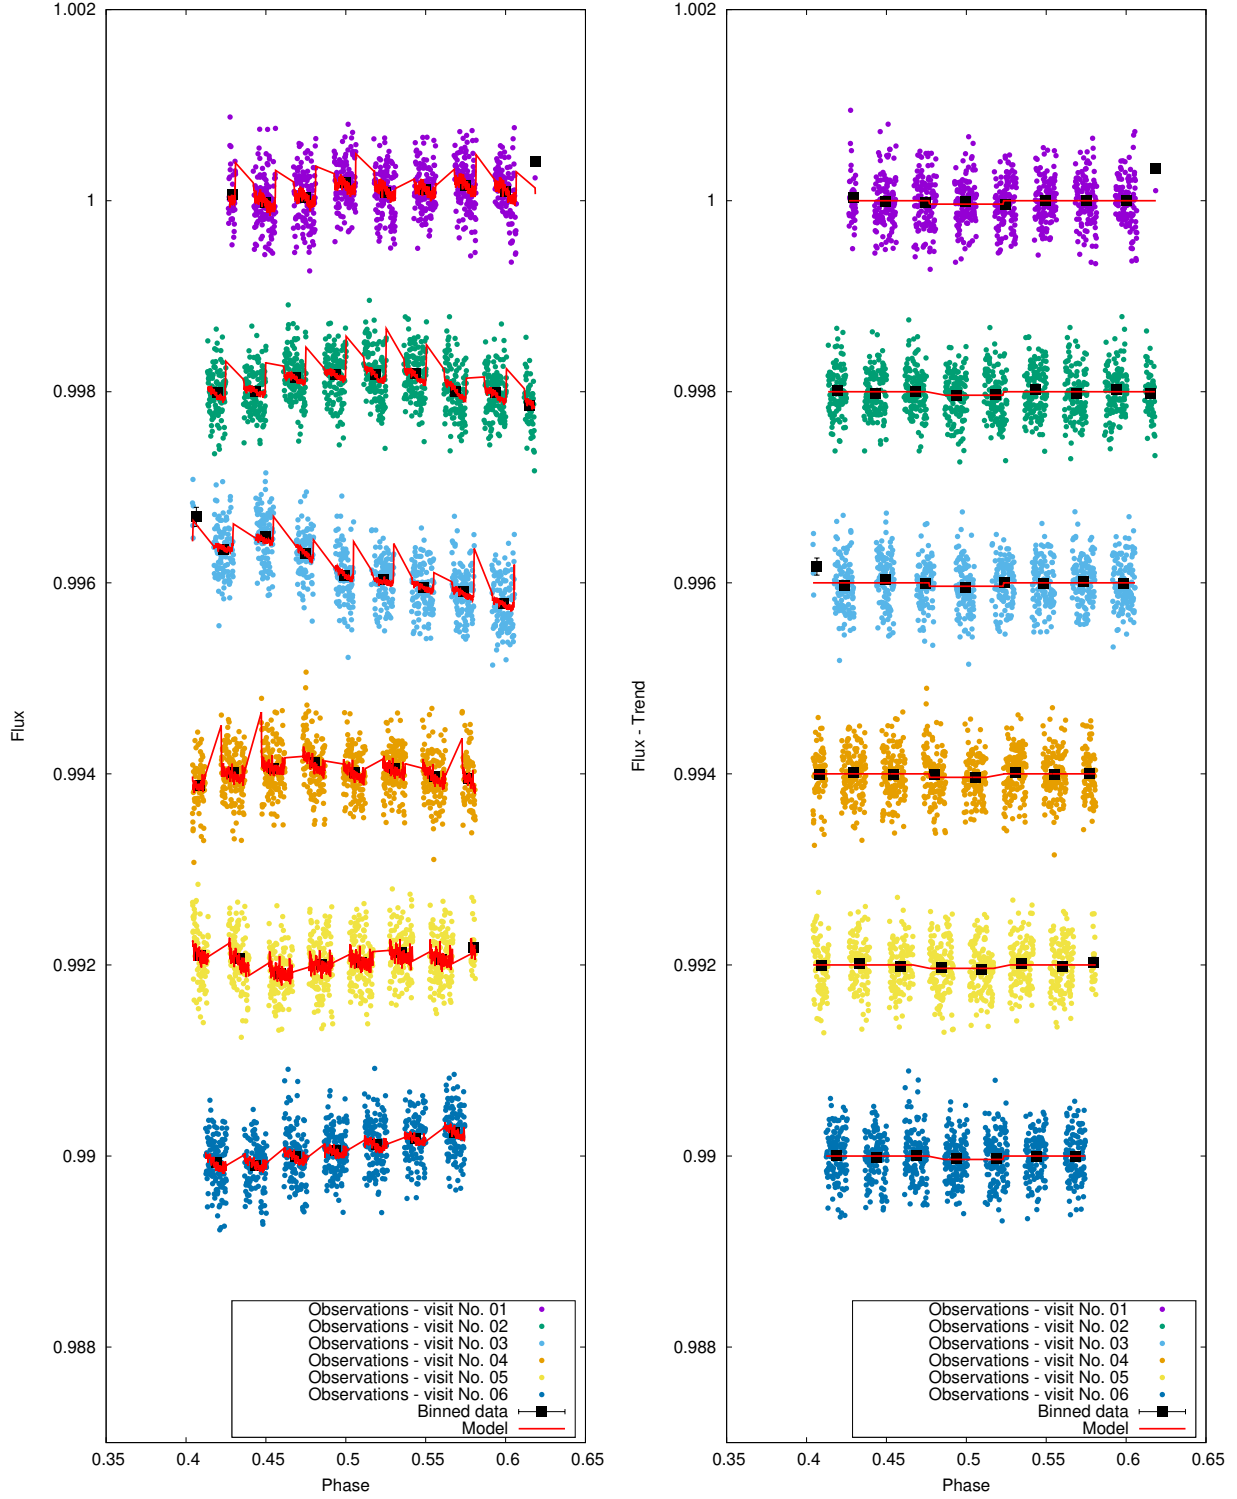 1.002
1
0.998
0.996
0.994
0.992
0.99
0.988
0.35
0.4
0.45
0.5
0.55
0.6
0.65
Flux
Phase
Observations - visit No. 01
Observations - visit No. 02
Observations - visit No. 03
Observations - visit No. 04
Observations - visit No. 05
Observations - visit No. 06
Binned data
Model
1.002
1
0.998
0.996
0.994
0.992
0.99
0.988
0.35
0.4
0.45
0.5
0.55
0.6
0.65
Flux - Trend
Phase
Observations - visit No. 01
Observations - visit No. 02
Observations - visit No. 03
Observations - visit No. 04
Observations - visit No. 05
Observations - visit No. 06
Binned data
Model